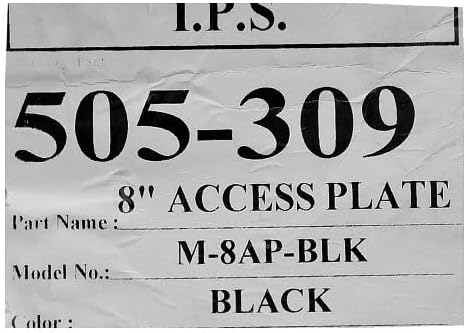 I.P.S.
505-309
Part Name : 8" ACCESS PLATE
Model No.: M-8AP-BLK
Color : BLACK